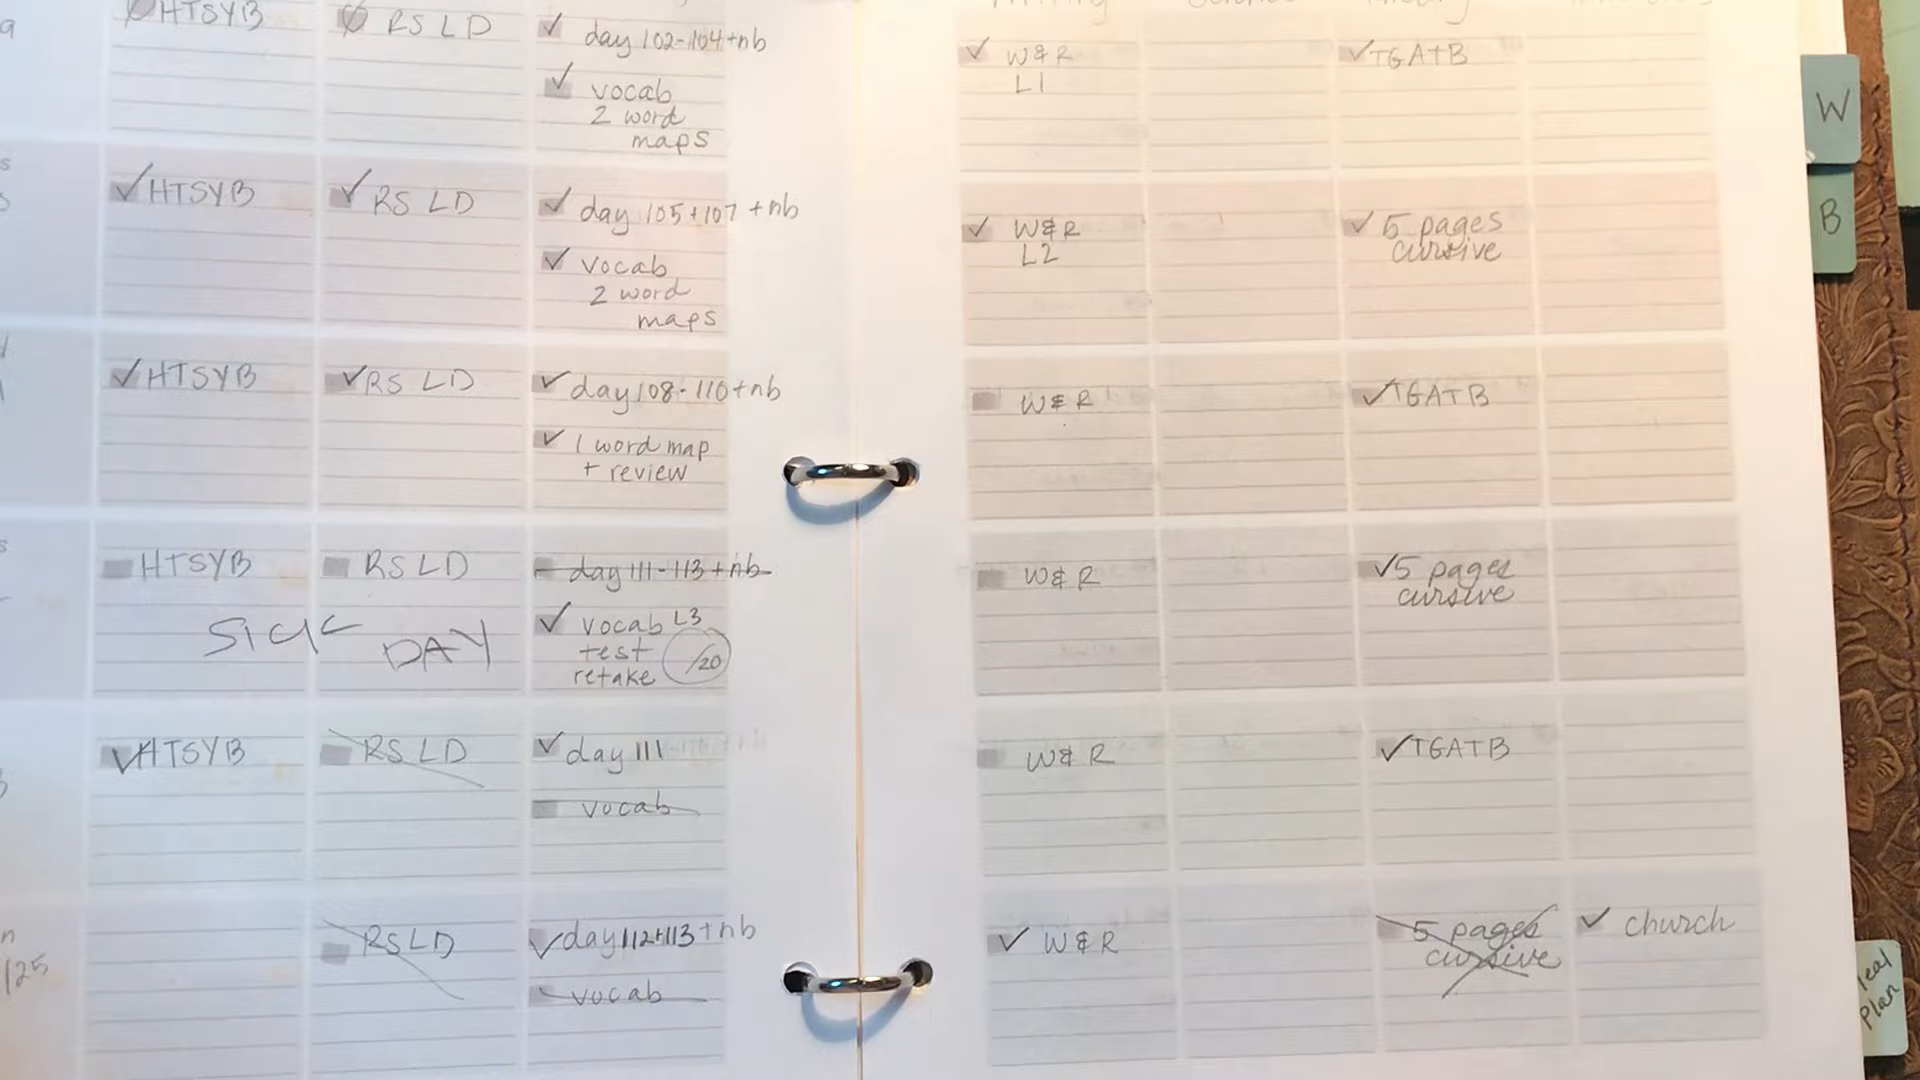 HTSYB
RS LD
day 102-104+nb
vocab
2 word
maps
W&R
L1
TGATB
HTSYB
RS LD
day 105+107 +nb
vocab
2 word
maps
W&R
L2
5 pages
cursive
HTSYB
RS LD
day 108-110+nb
1 word map
+ review
W&R
TGATB
HTSYB
RS LD
day 111-113+nb
SICK DAY
vocab L3
test
retake /20
W&R
5 pages
cursive
HTSYB
RS LD
day 111
vocab
W&R
TGATB
RS LD
day 112+113+nb
vocab
W&R
5 pages
cursive
church
/25
W
B
Plan